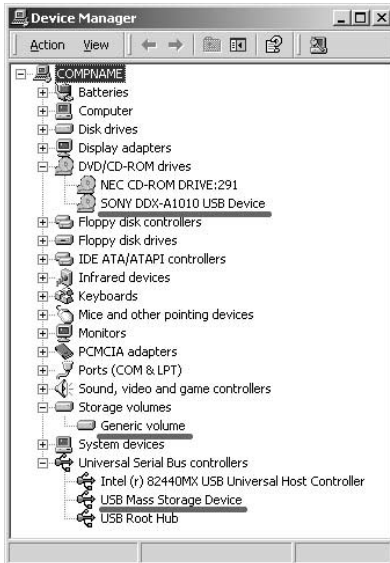 Device Manager
Action View
COMPNAME
Batteries
Computer
Disk drives
Display adapters
DVD/CD-ROM drives
NEC CD-ROM DRIVE:291
SONY DDX-A1010 USB Device
Floppy disk controllers
Floppy disk drives
IDE ATA/ATAPI controllers
Infrared devices
Keyboards
Mice and other pointing devices
Monitors
PCMCIA adapters
Ports (COM & LPT)
Sound, video and game controllers
Storage volumes
Generic volume
System devices
Universal Serial Bus controllers
Intel (r) 82440MX USB Universal Host Controller
USB Mass Storage Device
USB Root Hub